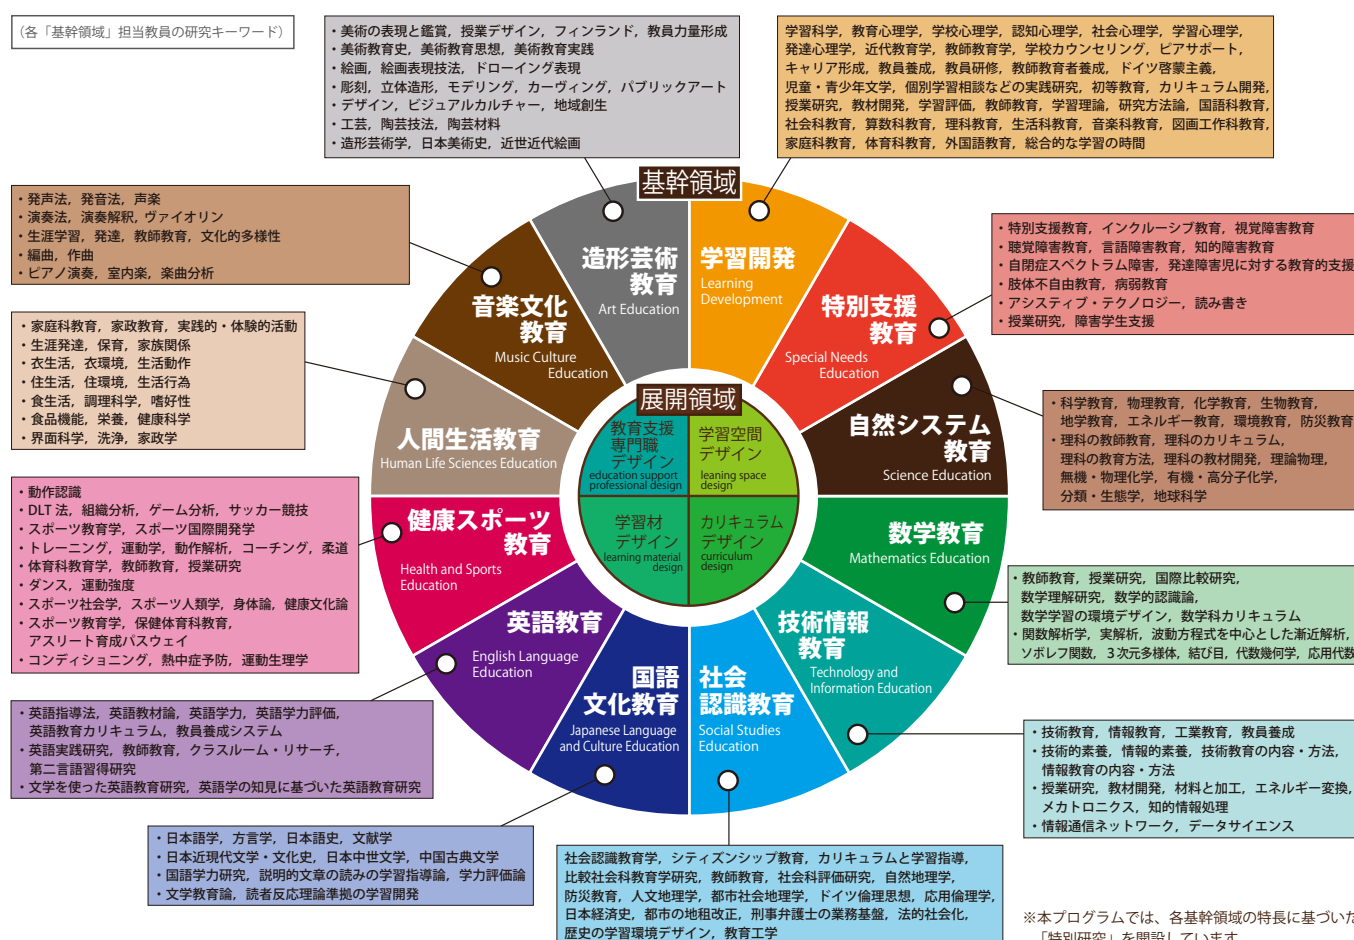 (各「基幹領域」担当教員の研究キーワード)
・美術の表現と鑑賞，授業デザイン，フィンランド，教員力量形成
・美術教育史，美術教育思想，美術教育実践
・絵画，絵画表現技法，ドローイング表現
・彫刻，立体造形，モデリング，カーヴィング，パブリックアート
・デザイン，ビジュアルカルチャー，地域創生
・工芸，陶芸技法，陶芸材料
・造形芸術学，日本美術史，近世近代絵画
学習科学，教育心理学，学校心理学，認知心理学，社会心理学，学習心理学，
発達心理学，近代教育学，教師教育学，学校カウンセリング，ピアサポート，
キャリア形成，教員養成，教員研修，教師教育者養成，ドイツ啓蒙主義，
児童・青少年文学，個別学習相談などの実践研究，初等教育，カリキュラム開発，
授業研究，教材開発，学習評価，教師教育，学習理論，研究方法論，国語科教育，
社会科教育，算数科教育，理科教育，生活科教育，音楽科教育，図画工作科教育，
家庭科教育，体育科教育，外国語教育，総合的な学習の時間
・発声法，発音法，声楽
・演奏法，演奏解釈，ヴァイオリン
・生涯学習，発達，教師教育，文化的多様性
・編曲，作曲
・ピアノ演奏，室内楽，楽曲分析
・特別支援教育，インクルーシブ教育，視覚障害教育
・聴覚障害教育，言語障害教育，知的障害教育
・自閉症スペクトラム障害，発達障害児に対する教育的支援
・肢体不自由教育，病弱教育
・アシスティブ・テクノロジー，読み書き
・授業研究，障害学生支援
・家庭科教育，家政教育，実践的・体験的活動
・生涯発達，保育，家族関係
・衣生活，衣環境，生活動作
・住生活，住環境，生活行為
・食生活，調理科学，嗜好性
・食品機能，栄養，健康科学
・界面科学，洗浄，家政学
・科学教育，物理教育，化学教育，生物教育，
地学教育，エネルギー教育，環境教育，防災教育
・理科の教師教育，理科のカリキュラム，
理科の教育方法，理科の教材開発，理論物理，
無機・物理化学，有機・高分子化学，
分類・生態学，地球科学
・動作認識
・DLT 法，組織分析，ゲーム分析，サッカー競技
・スポーツ教育学，スポーツ国際開発学
・トレーニング，運動学，動作解析，コーチング，柔道
・体育科教育学，教師教育，授業研究
・ダンス，運動強度
・スポーツ社会学，スポーツ人類学，身体論，健康文化論
・スポーツ教育学，保健体育科教育，
アスリート育成パスウェイ
・コンディショニング，熱中症予防，運動生理学
・教師教育，授業研究，国際比較研究，
数学理解研究，数学的認識論，
数学学習の環境デザイン，数学科カリキュラム
・関数解析学，実解析，波動方程式を中心とした漸近解析，
ソボレフ関数，３次元多様体，結び目，代数幾何学，応用代数
・英語指導法，英語教材論，英語学力，英語学力評価，
英語教育カリキュラム，教員養成システム
・英語実践研究，教師教育，クラスルーム・リサーチ，
第二言語習得研究
・文学を使った英語教育研究，英語学の知見に基づいた英語教育研究
・技術教育，情報教育，工業教育，教員養成
・技術的素養，情報的素養，技術教育の内容・方法，
情報教育の内容・方法
・授業研究，教材開発，材料と加工，エネルギー変換，
メカトロニクス，知的情報処理
・情報通信ネットワーク，データサイエンス
・日本語学，方言学，日本語史，文献学
・日本近現代文学・文化史，日本中世文学，中国古典文学
・国語学力研究，説明的文章の読みの学習指導論，学力評価論
・文学教育論，読者反応理論準拠の学習開発
社会認識教育学，シティズンシップ教育，カリキュラムと学習指導，
比較社会科教育学研究，教師教育，社会科評価研究，自然地理学，
防災教育，人文地理学，都市社会地理学，ドイツ倫理思想，応用倫理学，
日本経済史，都市の地租改正，刑事弁護士の業務基盤，法的社会化，
歴史の学習環境デザイン，教育工学
基幹領域
造形芸術
教育
Art Education
学習開発
Learning
Development
特別支援
教育
Special Needs
Education
自然システム
教育
Science Education
数学教育
Mathematics Education
技術情報
教育
Technology and
Information Education
社会
認識教育
Social Studies
Education
国語
文化教育
Japanese Language
and Culture Education
英語教育
English Language
Education
健康スポーツ
教育
Health and Sports
Education
人間生活教育
Human Life Sciences Education
音楽文化
教育
Music Culture
Education
展開領域
教育支援
専門職
デザイン
education support
professional design
学習空間
デザイン
leaning space
design
学習材
デザイン
learning material
design
カリキュラム
デザイン
curriculum
design
※本プログラムでは、各基幹領域の特長に基づいた
「特別研究」を開設しています